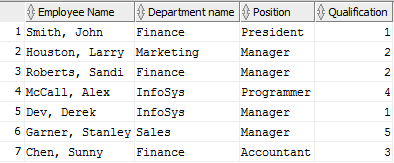 Employee Name Department name Position Qualification
1 Smith, John Finance President 1
2 Houston, Larry Marketing Manager 2
3 Roberts, Sandi Finance Manager 2
4 McCall, Alex InfoSys Programmer 4
5 Dev, Derek InfoSys Manager 1
6 Garner, Stanley Sales Manager 5
7 Chen, Sunny Finance Accountant 3